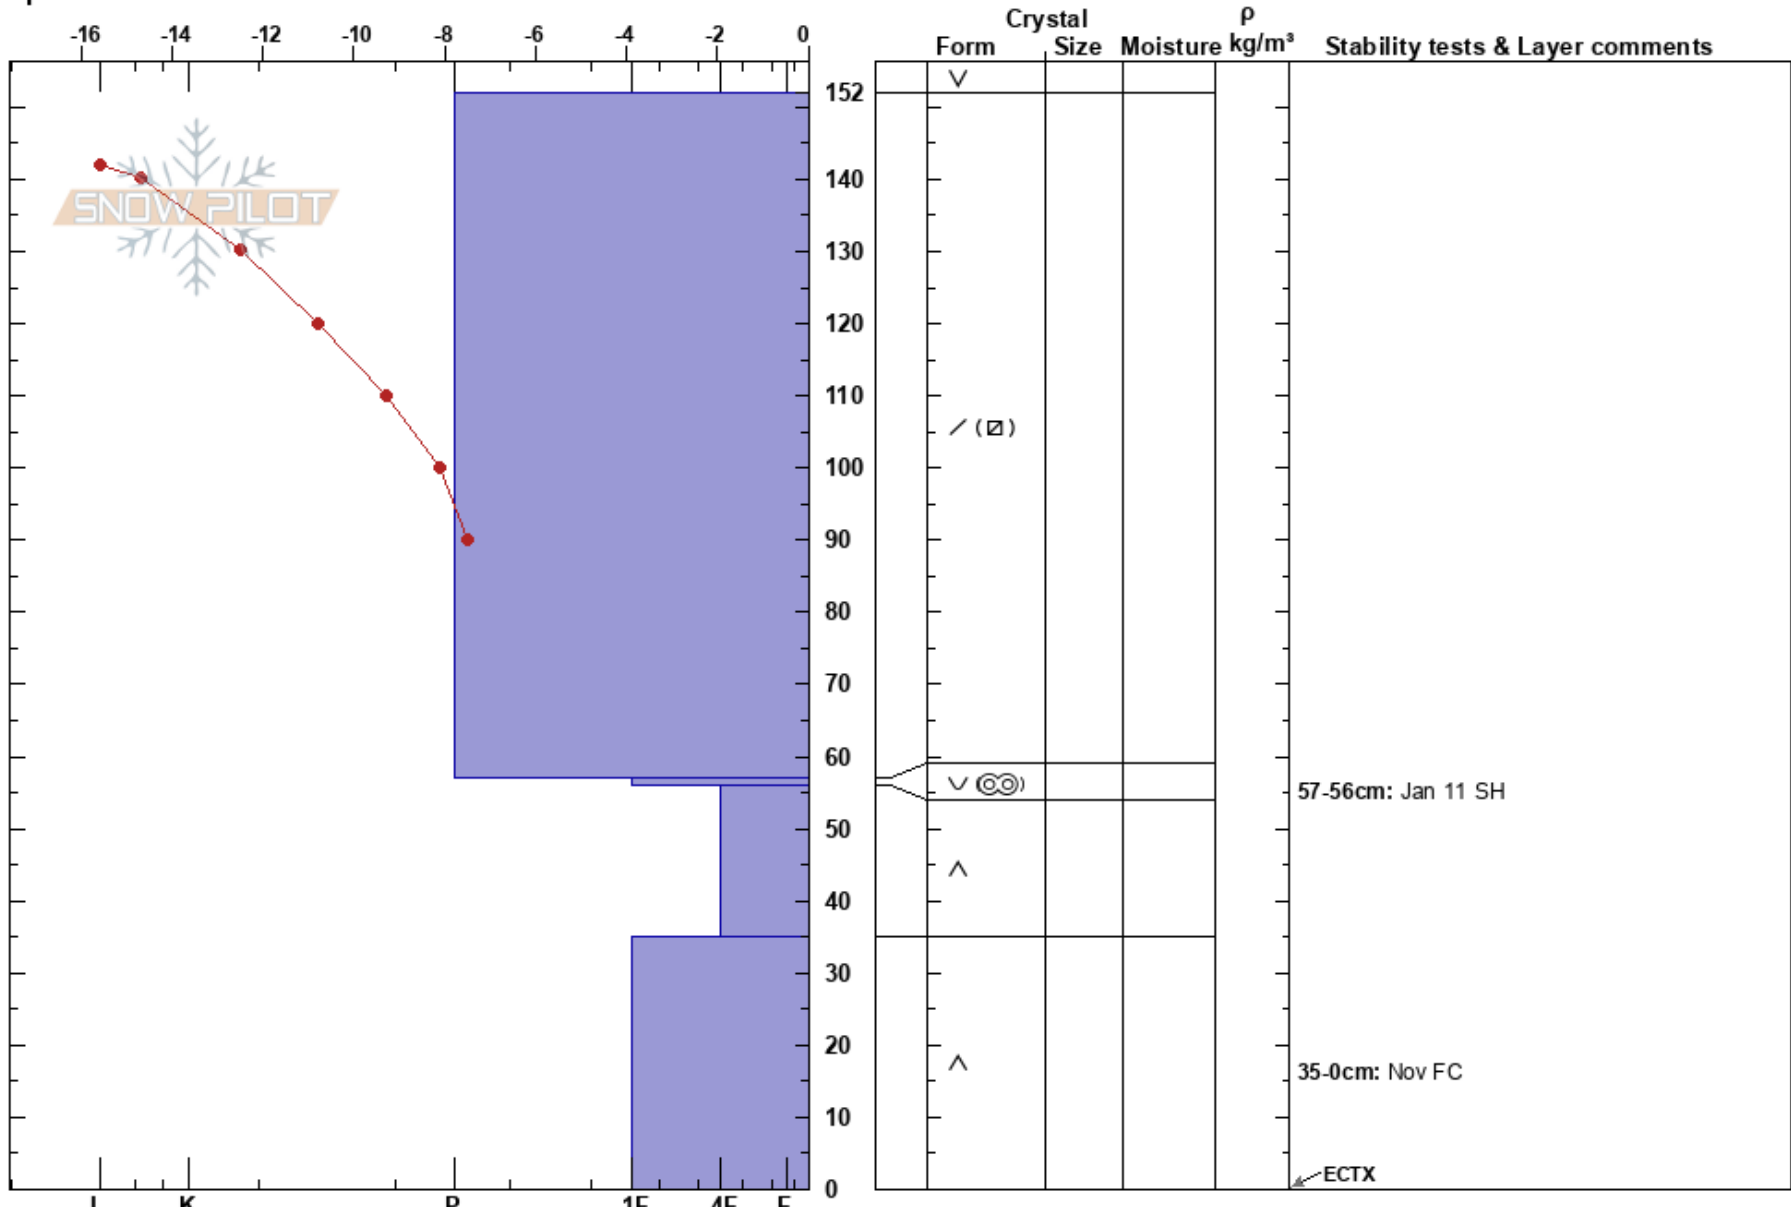 Crystal ρ
-16 -14 -12 -10 -8 -6 -4 -2 0
Form Size Moisture kg/m³ Stability tests & Layer comments
152
140
SNOW PILOT
130
120
110
100
90
80
70
60
57-56cm: Jan 11 SH
50
40
30
20
35-0cm: Nov FC
10
ECTX
0
I K P 1F 4F F